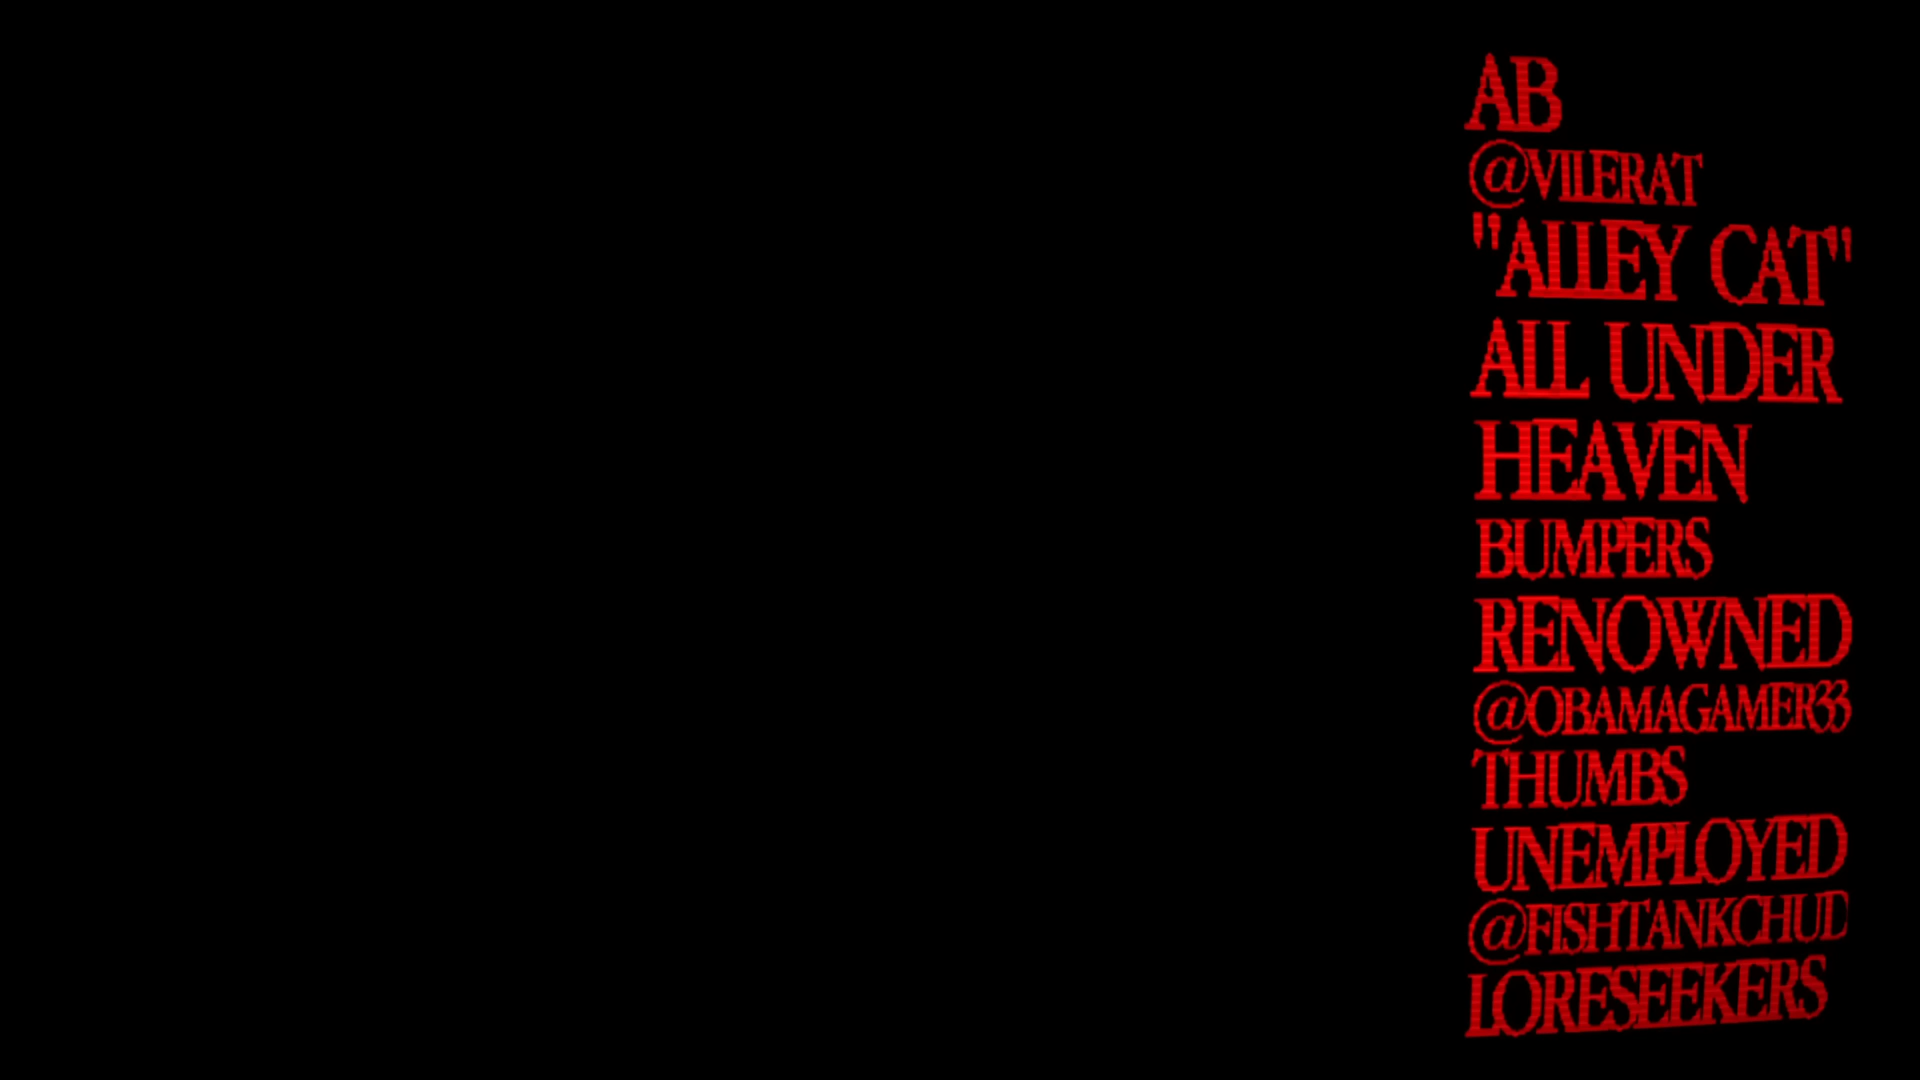 AB
@VILERAT
"ALLEY CAT"
ALL UNDER
HEAVEN
BUMPERS
RENOWNED
@OBAMAGAMER33
THUMBS
UNEMPLOYED
@FISHTANKCHUD
LORESEEKERS